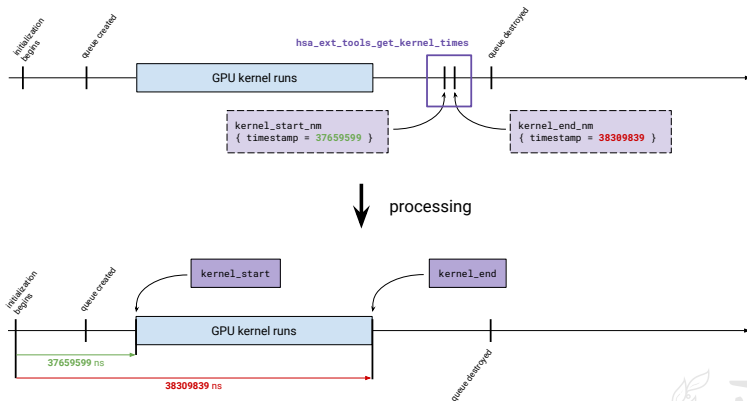 initialization
begins
queue created
hsa_ext_tools_get_kernel_times
queue destroyed
GPU kernel runs
kernel_start_nm
{ timestamp = 37659599 }
kernel_end_nm
{ timestamp = 38309839 }
processing
initialization
begins
queue created
kernel_start
kernel_end
GPU kernel runs
37659599 ns
38309839 ns
queue destroyed